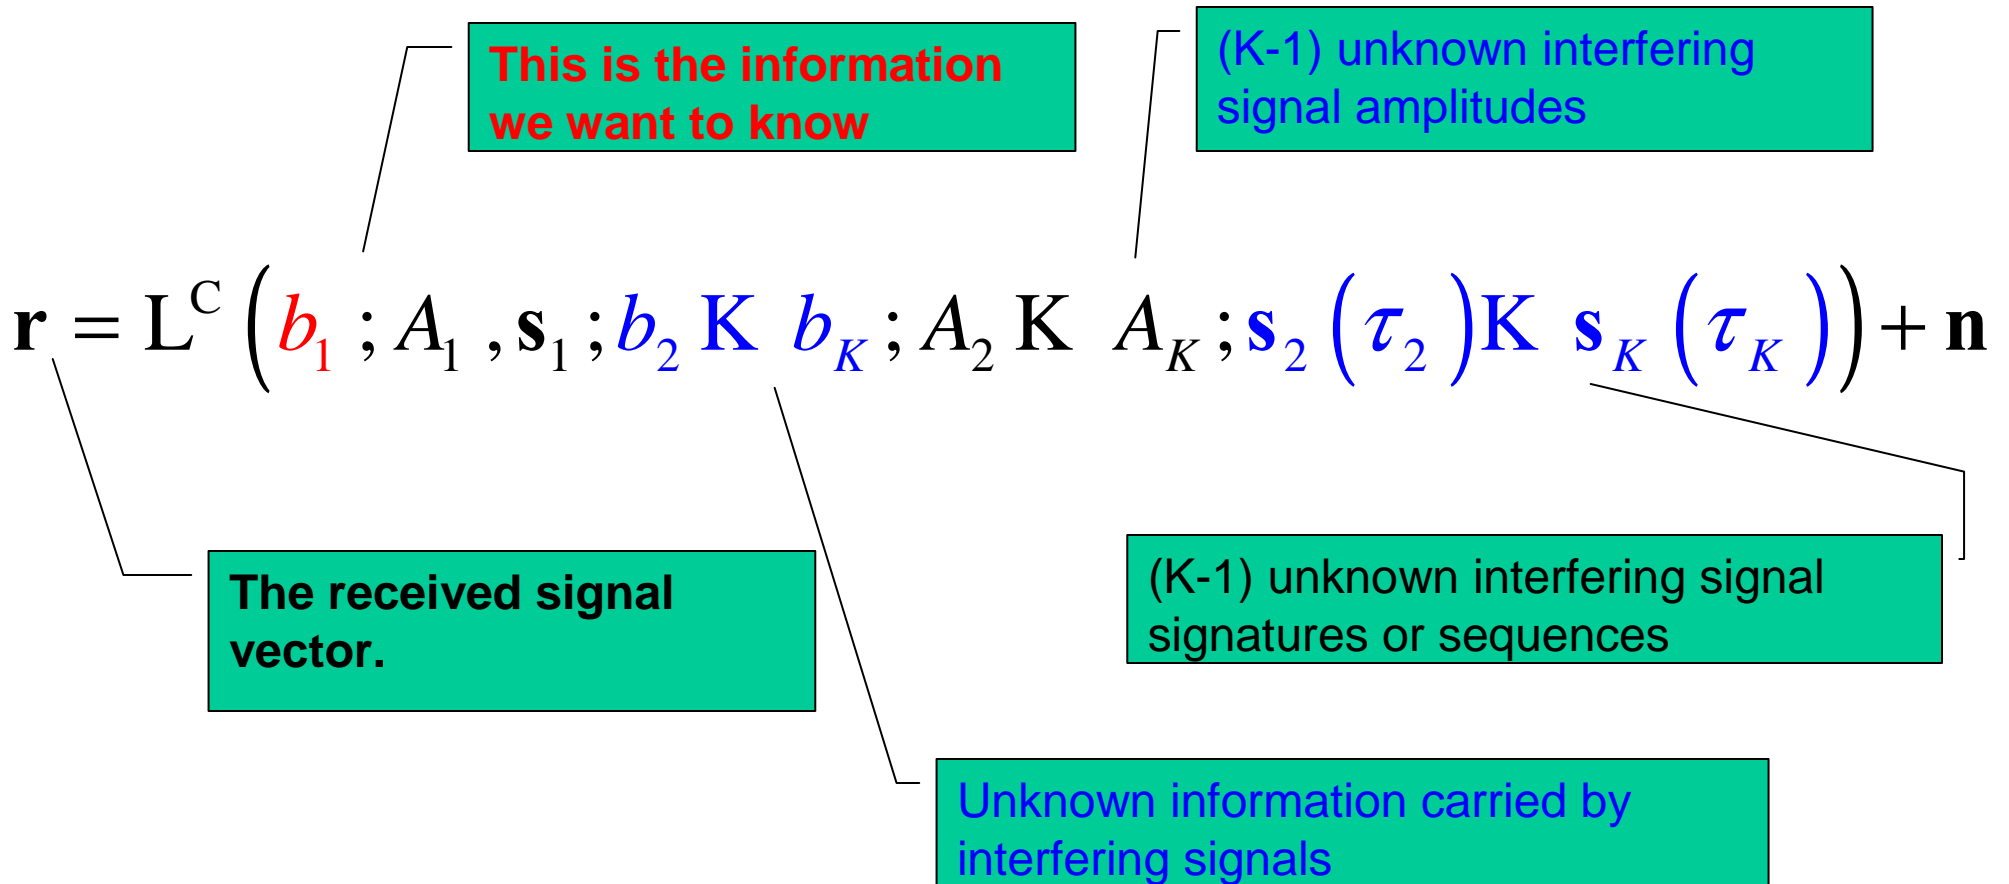 This is the information
we want to know
(K-1) unknown interfering
signal amplitudes
r = L^C (b_1 ; A_1 , s_1 ; b_2 K b_K ; A_2 K A_K ; s_2 (τ_2) K s_K (τ_K)) + n
The received signal
vector.
(K-1) unknown interfering signal
signatures or sequences
Unknown information carried by
interfering signals